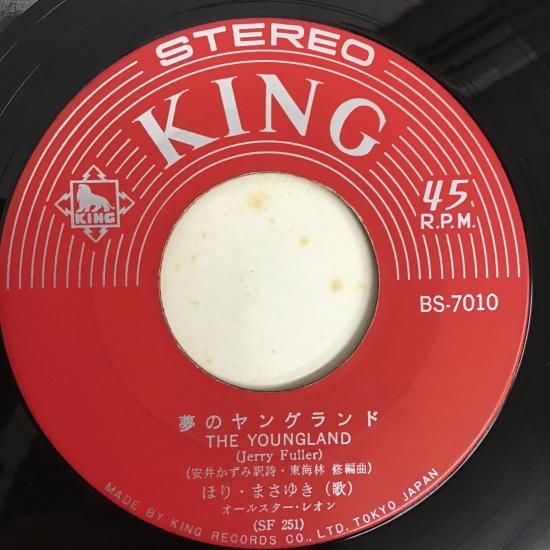 STEREO
KING
KING
45
R.P.M.
BS-7010
夢のヤングランド
THE YOUNGLAND
(Jerry Fuller)
(安井かずみ訳詩・東海林 修編曲)
ほり・まさゆき (歌)
オールスター・レオン
(SF 251)
MADE BY KING RECORDS CO., LTD. TOKYO JAPAN